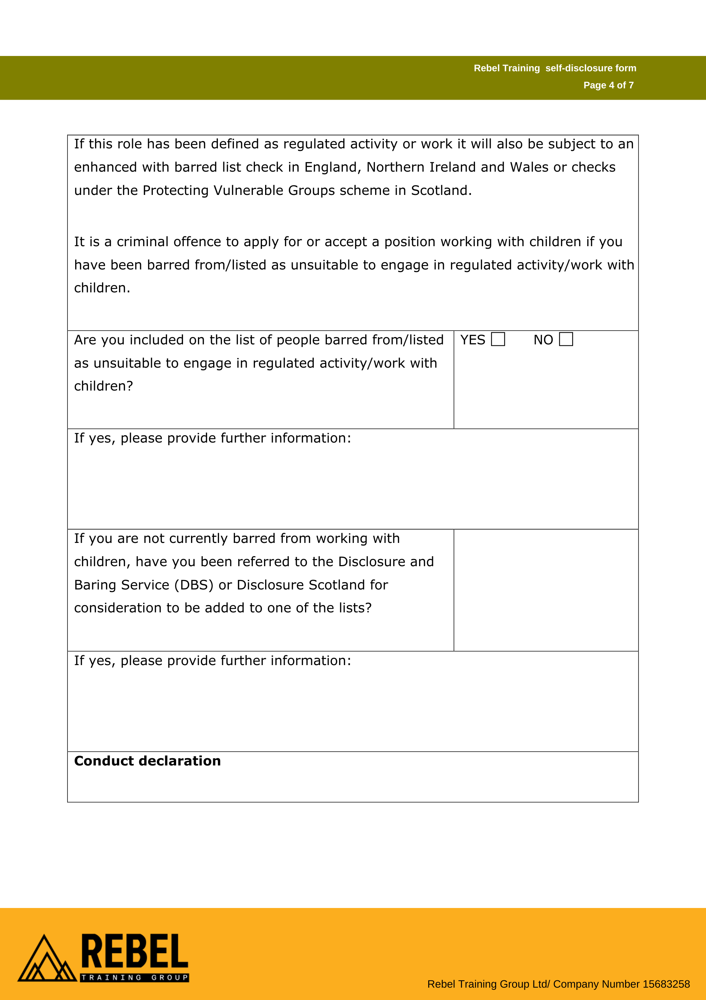 Rebel Training  self-disclosure form
Page 4 of 7
If this role has been defined as regulated activity or work it will also be subject to an
enhanced with barred list check in England, Northern Ireland and Wales or checks
under the Protecting Vulnerable Groups scheme in Scotland.
It is a criminal offence to apply for or accept a position working with children if you
have been barred from/listed as unsuitable to engage in regulated activity/work with
children.
Are you included on the list of people barred from/listed
as unsuitable to engage in regulated activity/work with
children?
YES ☐ NO ☐
If yes, please provide further information:
If you are not currently barred from working with
children, have you been referred to the Disclosure and
Baring Service (DBS) or Disclosure Scotland for
consideration to be added to one of the lists?
If yes, please provide further information:
Conduct declaration
REBEL
TRAINING GROUP
Rebel Training Group Ltd/ Company Number 15683258